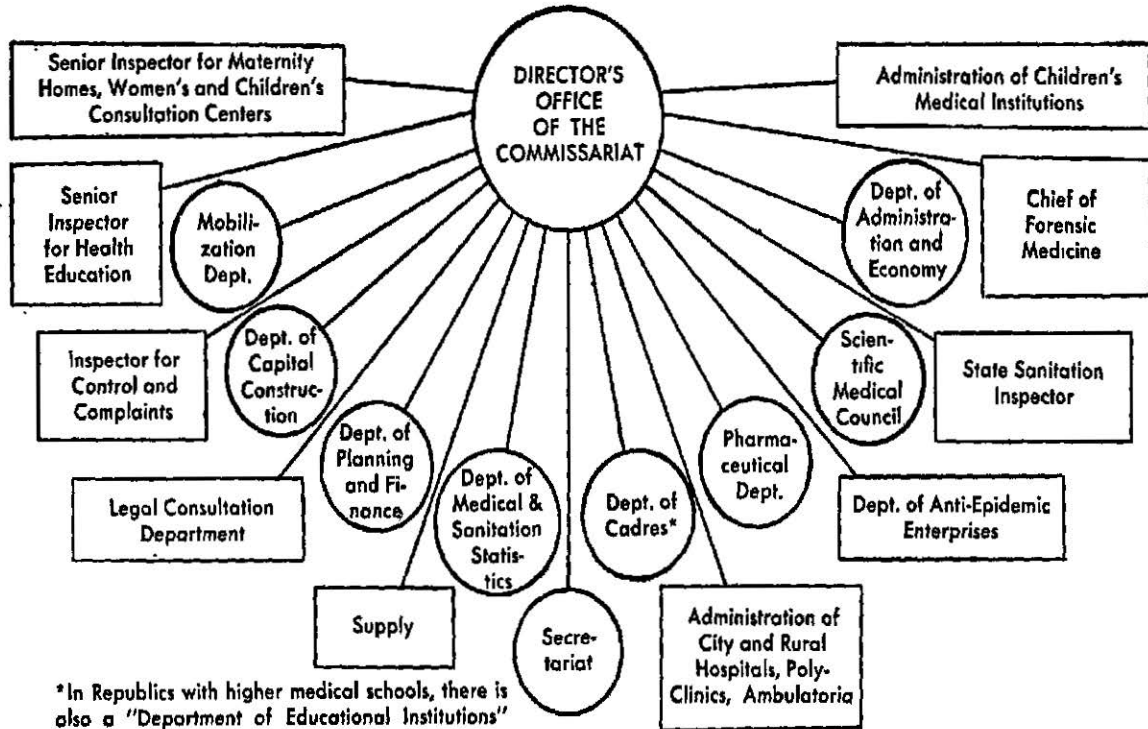 DIRECTOR'S
OFFICE
OF THE
COMMISSARIAT
Senior Inspector for Maternity
Homes, Women's and Children's
Consultation Centers
Administration of Children's
Medical Institutions
Senior
Inspector
for Health
Education
Mobili-
zation
Dept.
Dept. of
Administra-
tion and
Economy
Chief of
Forensic
Medicine
Inspector for
Control and
Complaints
Dept. of
Capital
Construc-
tion
Scien-
tific
Medical
Council
State Sanitation
Inspector
Legal Consultation
Department
Dept. of
Planning
and Fi-
nance
Dept. of
Medical &
Sanitation
Statis-
tics
Dept. of
Cadres*
Pharma-
ceutical
Dept.
Dept. of Anti-Epidemic
Enterprises
Supply
Secre-
tariat
Administration of
City and Rural
Hospitals, Poly-
Clinics, Ambulatoria
*In Republics with higher medical schools, there is
also a "Department of Educational Institutions"